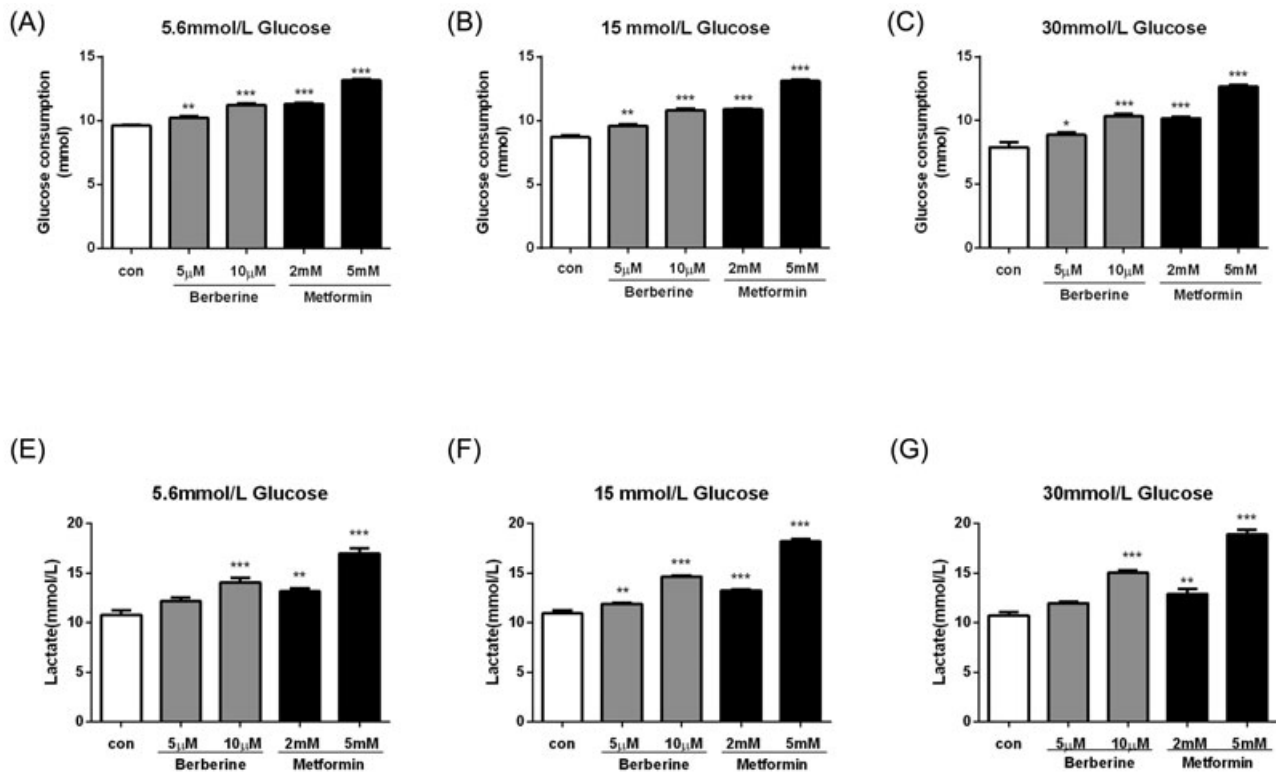 (A)
5.6mmol/L Glucose
Glucose consumption
(mmol)
15
10
5
0
**
***
***
***
con
5μM
10μM
2mM
5mM
Berberine
Metformin
(B)
15 mmol/L Glucose
Glucose consumption
(mmol)
15
10
5
0
**
***
***
***
con
5μM
10μM
2mM
5mM
Berberine
Metformin
(C)
30mmol/L Glucose
Glucose consumption
(mmol)
15
10
5
0
*
***
***
***
con
5μM
10μM
2mM
5mM
Berberine
Metformin
(E)
5.6mmol/L Glucose
Lactate(mmol/L)
20
15
10
5
0
***
**
***
con
5μM
10μM
2mM
5mM
Berberine
Metformin
(F)
15 mmol/L Glucose
Lactate(mmol/L)
20
15
10
5
0
**
***
***
***
con
5μM
10μM
2mM
5mM
Berberine
Metformin
(G)
30mmol/L Glucose
Lactate(mmol/L)
20
15
10
5
0
***
**
***
con
5μM
10μM
2mM
5mM
Berberine
Metformin